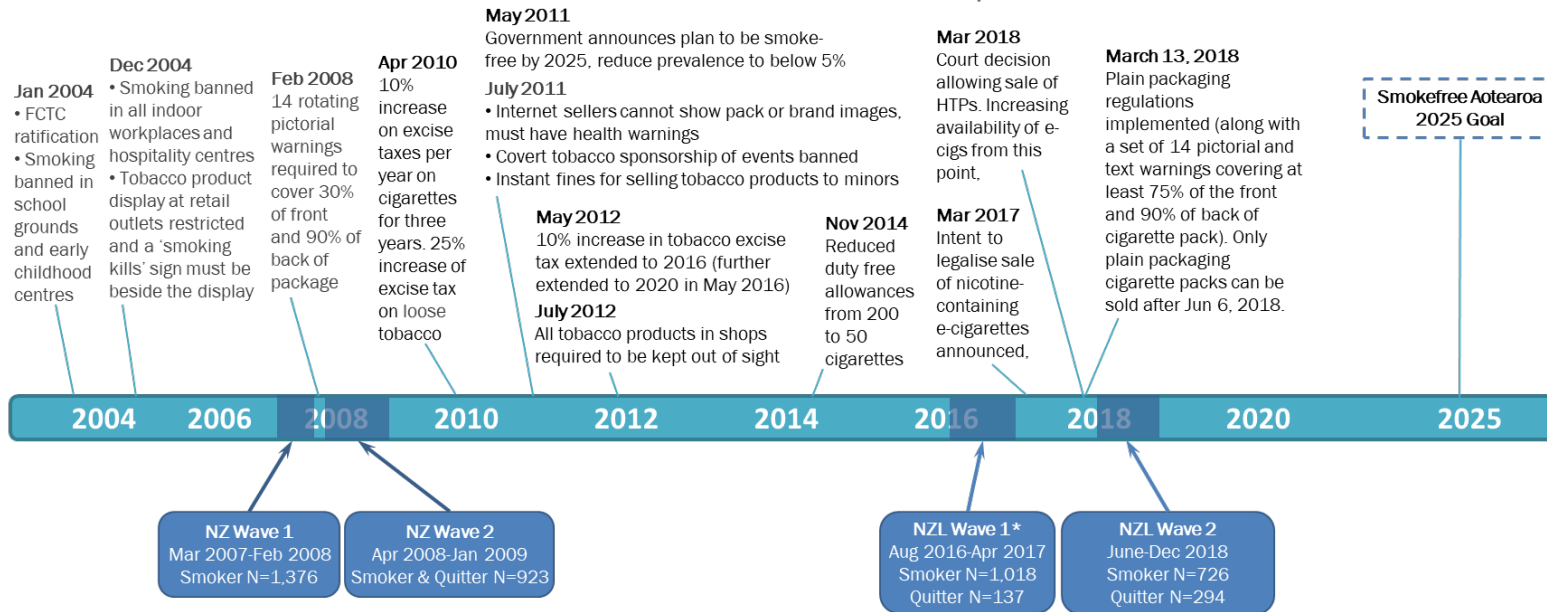 Jan 2004
• FCTC
ratification
• Smoking
banned in
school
grounds
and early
childhood
centres
Dec 2004
• Smoking banned
in all indoor
workplaces and
hospitality centres
• Tobacco product
display at retail
outlets restricted
and a ‘smoking
kills’ sign must be
beside the display
Feb 2008
14 rotating
pictorial
warnings
required to
cover 30%
of front
and 90% of
back of
package
Apr 2010
10%
increase
on excise
taxes per
year on
cigarettes
for three
years. 25%
increase of
excise tax
on loose
tobacco
May 2011
Government announces plan to be smoke-
free by 2025, reduce prevalence to below 5%
July 2011
• Internet sellers cannot show pack or brand images,
must have health warnings
• Covert tobacco sponsorship of events banned
• Instant fines for selling tobacco products to minors
May 2012
10% increase in tobacco excise
tax extended to 2016 (further
extended to 2020 in May 2016)
July 2012
All tobacco products in shops
required to be kept out of sight
Nov 2014
Reduced
duty free
allowances
from 200
to 50
cigarettes
Mar 2018
Court decision
allowing sale of
HTPs. Increasing
availability of e-
cigs from this
point,
Mar 2017
Intent to
legalise sale
of nicotine-
containing
e-cigarettes
announced,
March 13, 2018
Plain packaging
regulations
implemented (along with
a set of 14 pictorial and
text warnings covering at
least 75% of the front
and 90% of back of
cigarette pack). Only
plain packaging
cigarette packs can be
sold after Jun 6, 2018.
Smokefree Aotearoa
2025 Goal
2004 2006 2008 2010 2012 2014 2016 2018 2020 2025
NZ Wave 1
Mar 2007-Feb 2008
Smoker N=1,376
NZ Wave 2
Apr 2008-Jan 2009
Smoker & Quitter N=923
NZL Wave 1*
Aug 2016-Apr 2017
Smoker N=1,018
Quitter N=137
NZL Wave 2
June-Dec 2018
Smoker N=726
Quitter N=294